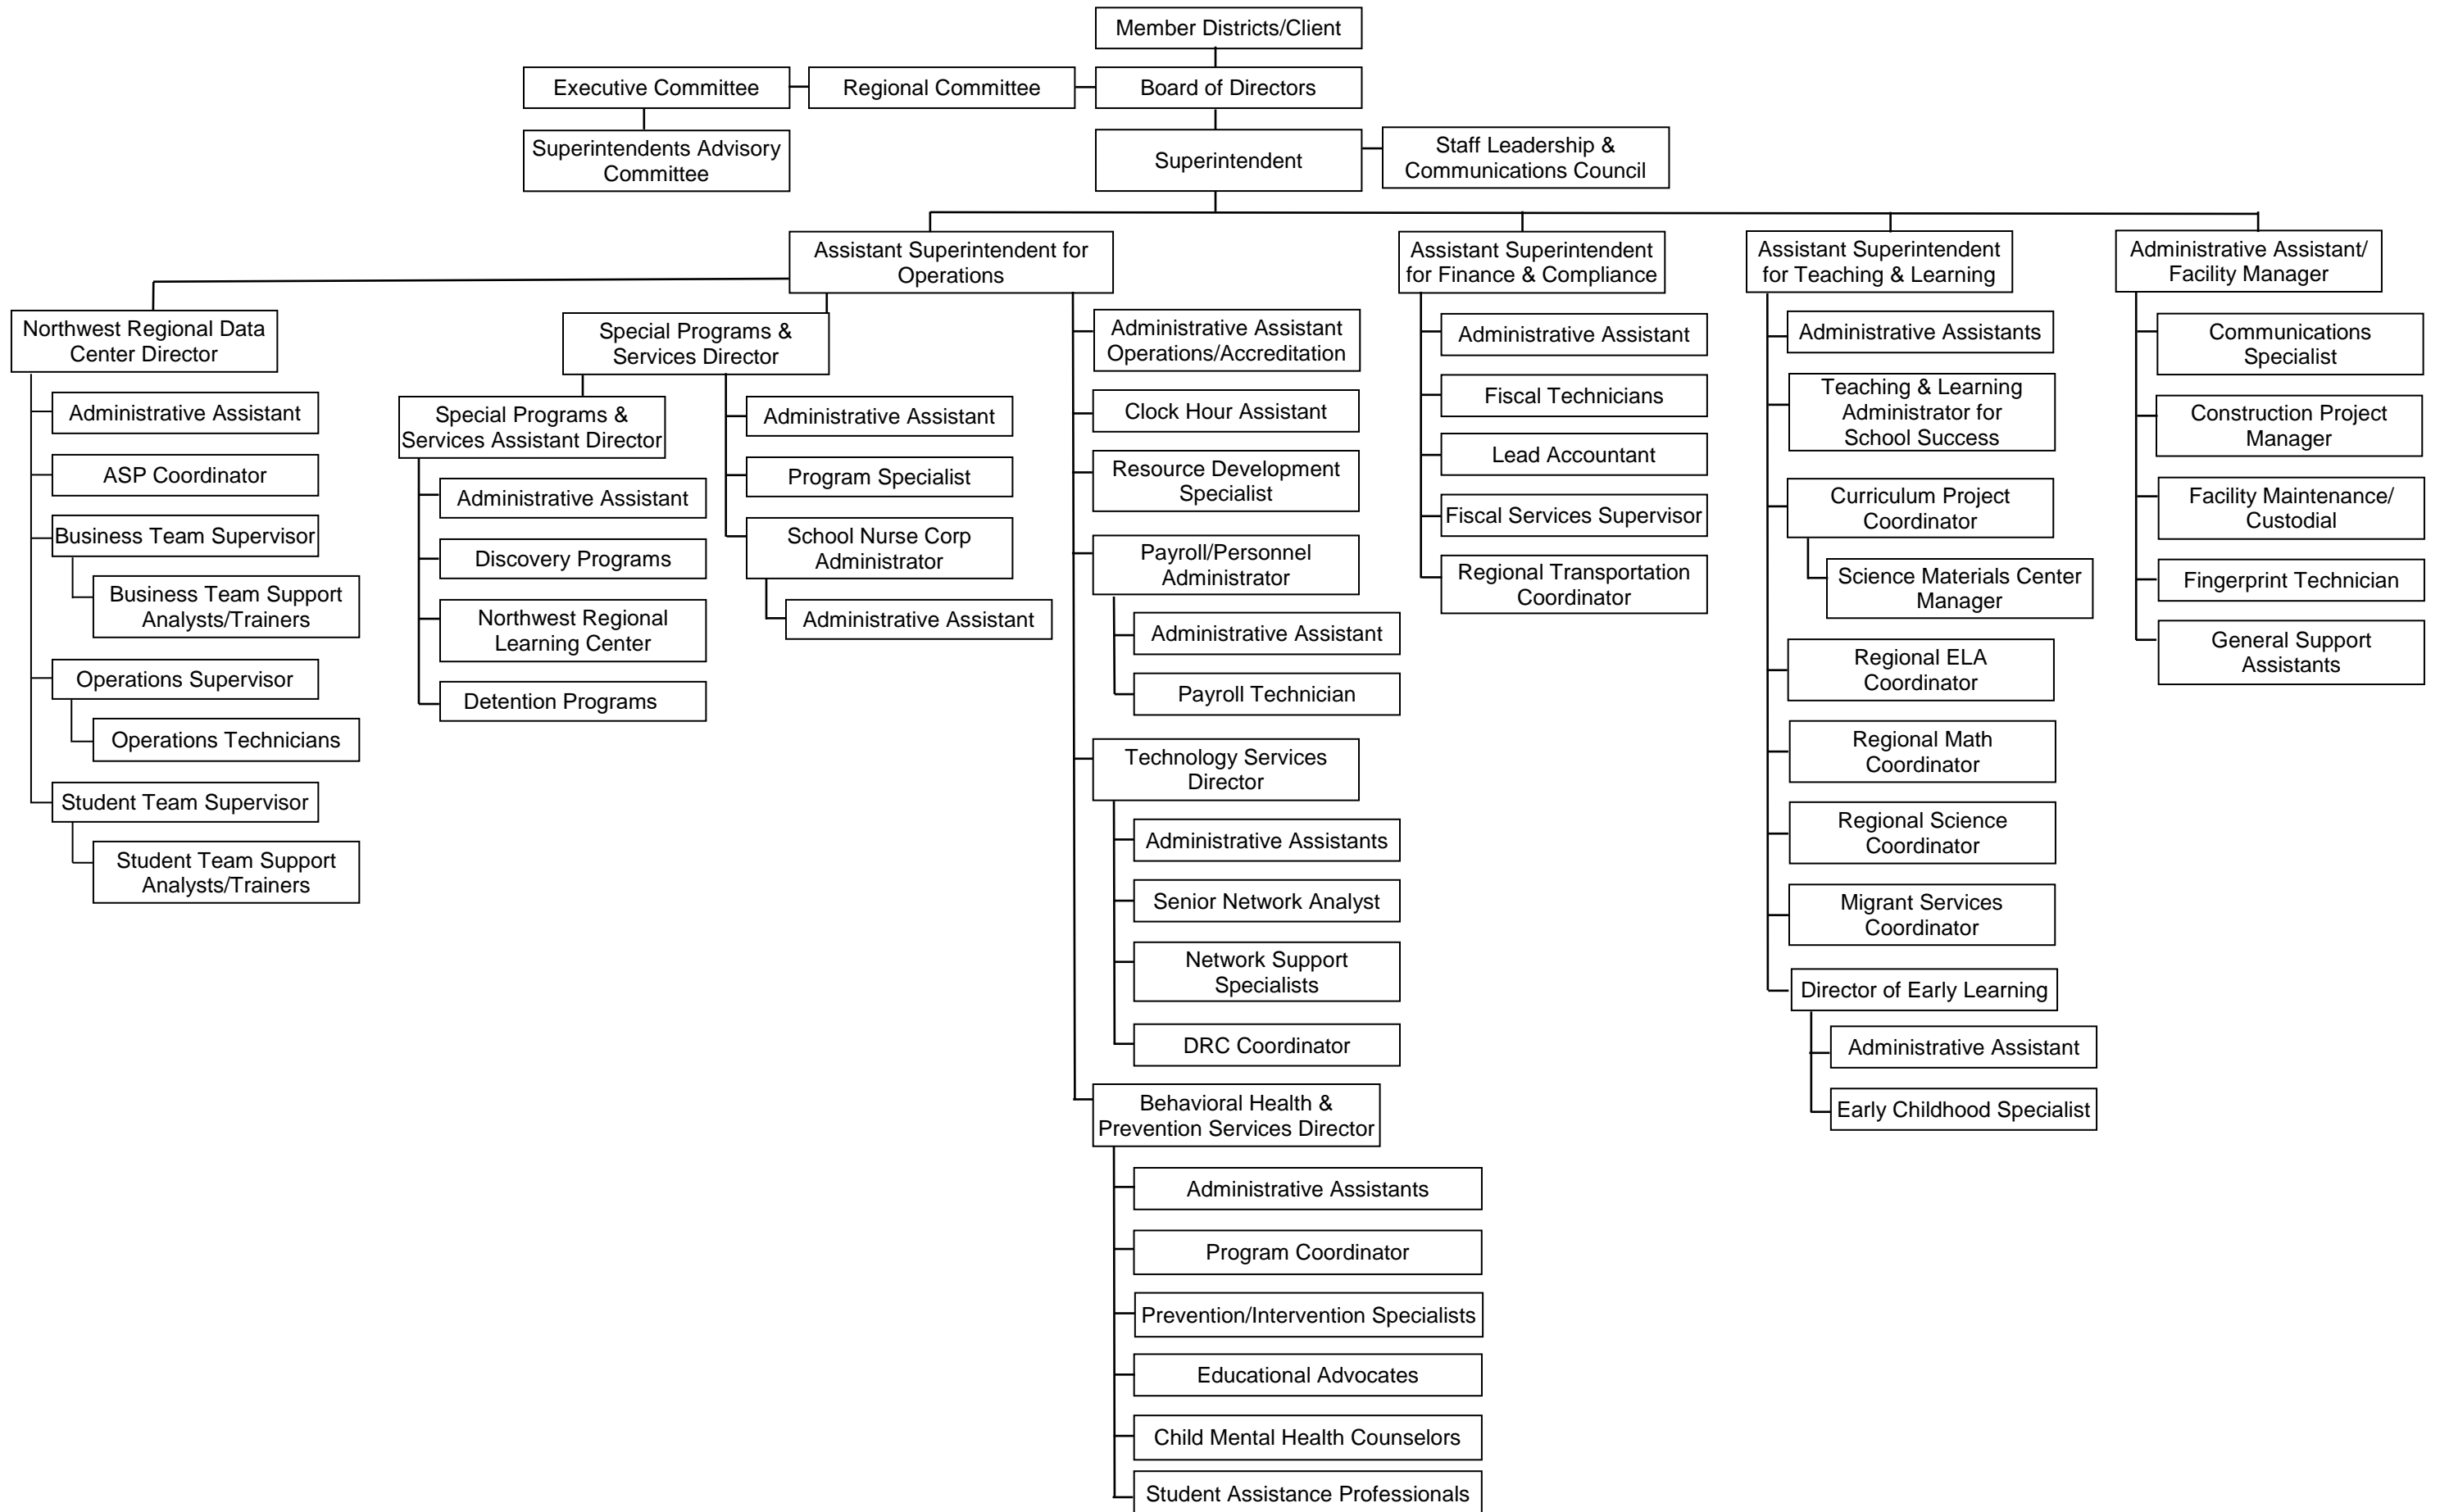 Member Districts/Client
Executive Committee
Regional Committee
Board of Directors
Superintendents Advisory
Committee
Superintendent
Staff Leadership &
Communications Council
Assistant Superintendent for
Operations
Assistant Superintendent
for Finance & Compliance
Assistant Superintendent
for Teaching & Learning
Administrative Assistant/
Facility Manager
Northwest Regional Data
Center Director
Administrative Assistant
ASP Coordinator
Business Team Supervisor
Business Team Support
Analysts/Trainers
Operations Supervisor
Operations Technicians
Student Team Supervisor
Student Team Support
Analysts/Trainers
Special Programs &
Services Director
Special Programs &
Services Assistant Director
Administrative Assistant
Discovery Programs
Northwest Regional
Learning Center
Detention Programs
Administrative Assistant
Program Specialist
School Nurse Corp
Administrator
Administrative Assistant
Administrative Assistant
Operations/Accreditation
Clock Hour Assistant
Resource Development
Specialist
Payroll/Personnel
Administrator
Administrative Assistant
Payroll Technician
Technology Services
Director
Administrative Assistants
Senior Network Analyst
Network Support
Specialists
DRC Coordinator
Behavioral Health &
Prevention Services Director
Administrative Assistants
Program Coordinator
Prevention/Intervention Specialists
Educational Advocates
Child Mental Health Counselors
Student Assistance Professionals
Administrative Assistant
Fiscal Technicians
Lead Accountant
Fiscal Services Supervisor
Regional Transportation
Coordinator
Administrative Assistants
Teaching & Learning
Administrator for
School Success
Curriculum Project
Coordinator
Science Materials Center
Manager
Regional ELA
Coordinator
Regional Math
Coordinator
Regional Science
Coordinator
Migrant Services
Coordinator
Director of Early Learning
Administrative Assistant
Early Childhood Specialist
Communications
Specialist
Construction Project
Manager
Facility Maintenance/
Custodial
Fingerprint Technician
General Support
Assistants